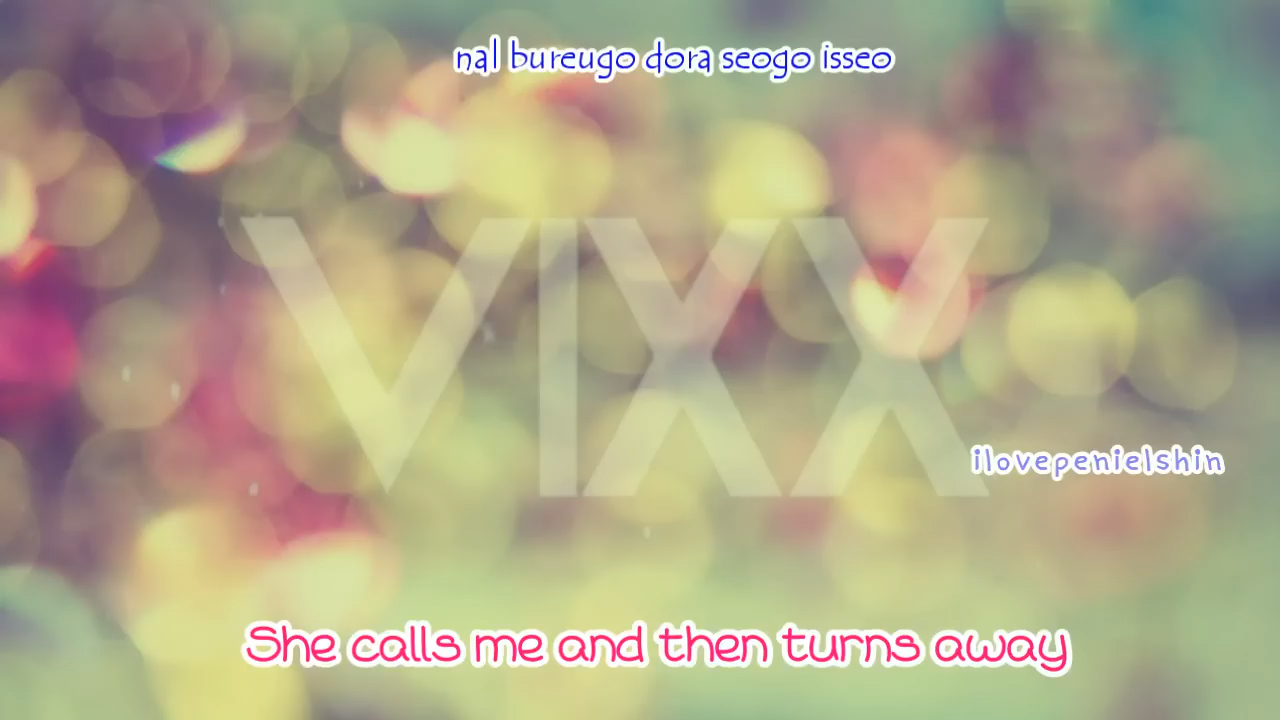 nal bureugo dora seogo isseo
VIXX
ilovepenielshin
She calls me and then turns away